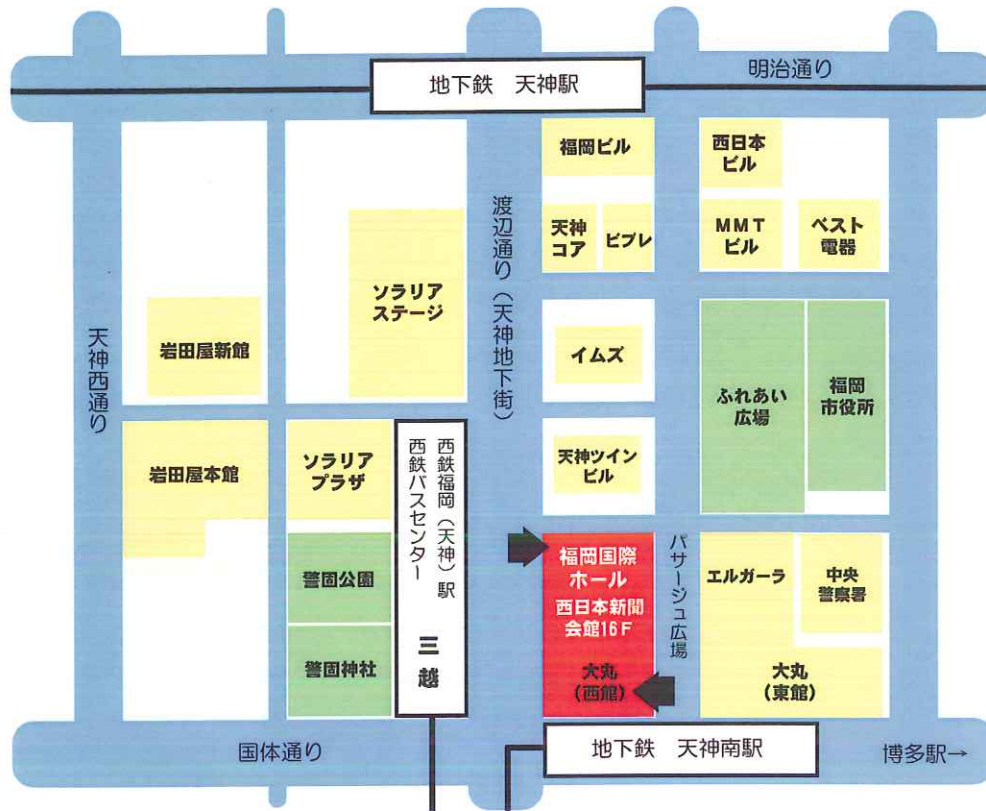 地下鉄 天神駅
明治通り
福岡ビル
西日本
ビル
天神
コア
ビブレ
MMT
ビル
ベスト
電器
渡辺通り(天神地下街)
ソラリア
ステージ
岩田屋新館
天神西通り
イムズ
ふれあい
広場
福岡
市役所
岩田屋本館
ソラリア
プラザ
西鉄福岡(天神)駅
西鉄バスセンター
三越
天神ツイン
ビル
警固公園
警固神社
福岡国際
ホール
西日本新聞
会館16F
大丸
(西館)
パサージュ広場
エルガーラ
中央
警察署
大丸
(東館)
国体通り
地下鉄 天神南駅
博多駅→